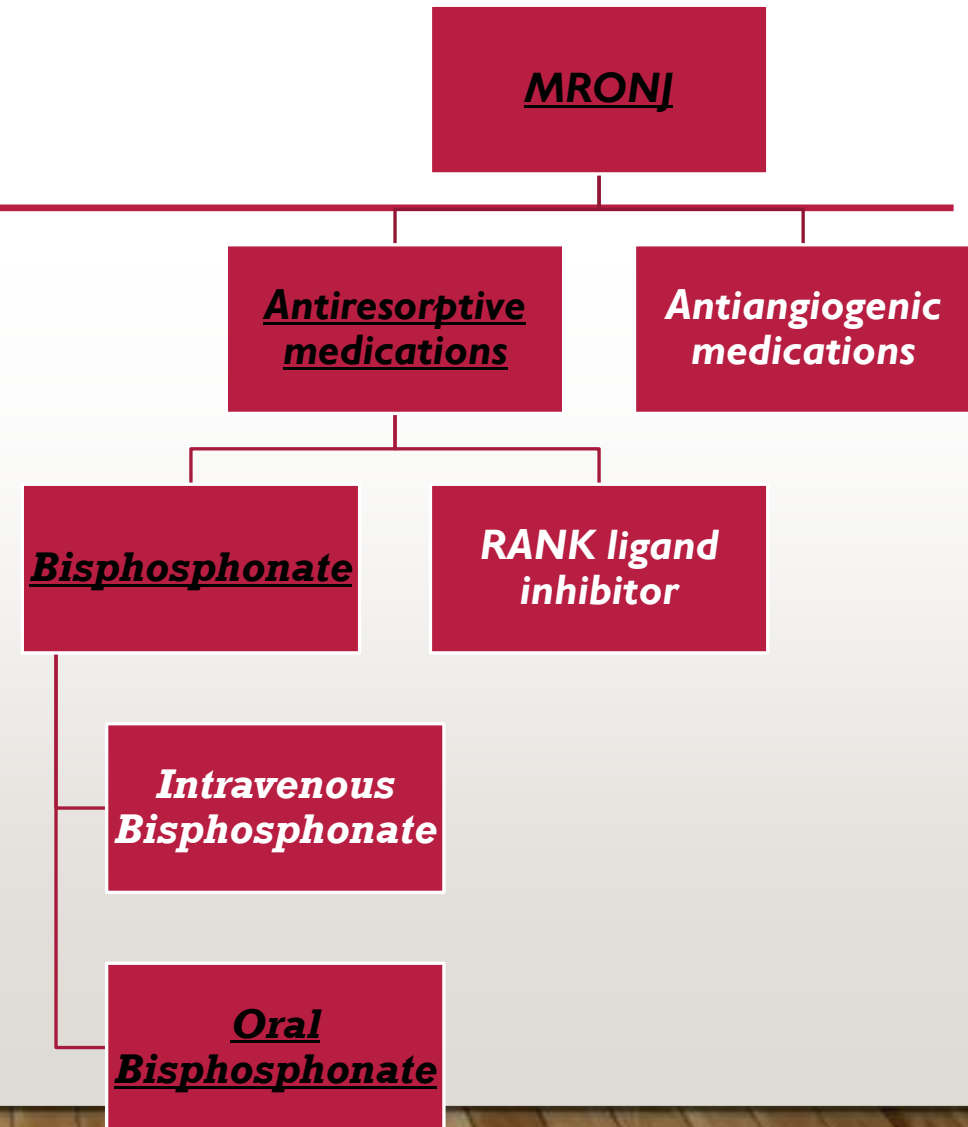 MRONJ
Antiresorptive
medications
Antiangiogenic
medications
Bisphosphonate
RANK ligand
inhibitor
Intravenous
Bisphosphonate
Oral
Bisphosphonate